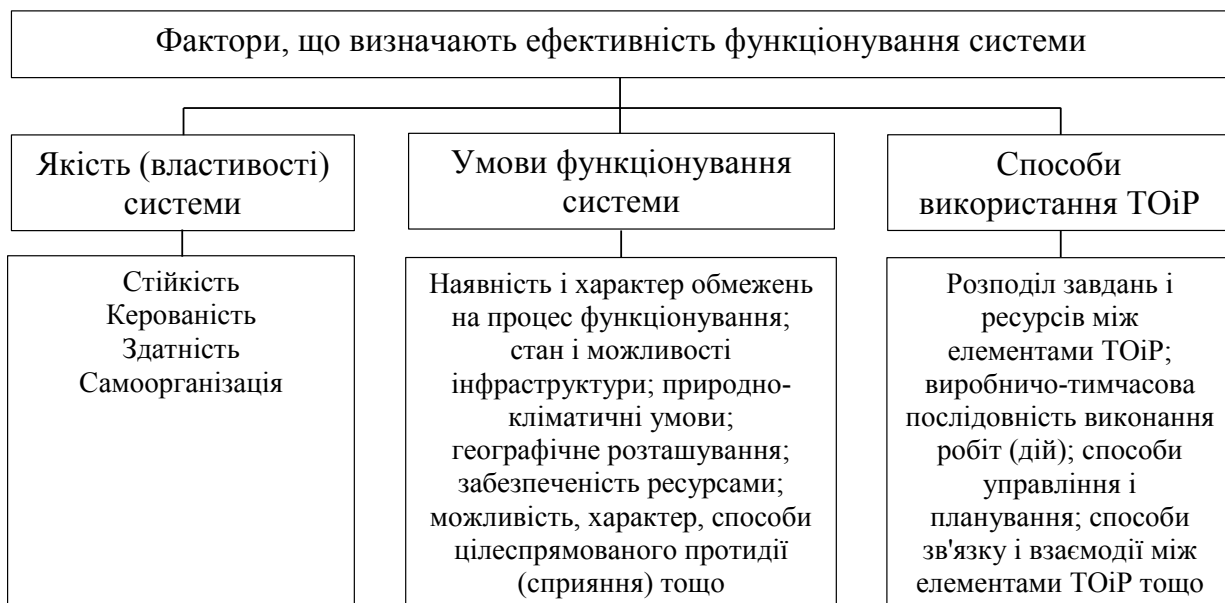 Фактори, що визначають ефективність функціонування системи
Якість (властивості)
системи
Умови функціонування
системи
Способи
використання ТОіР
Стійкість
Керованість
Здатність
Самоорганізація
Наявність і характер обмежень
на процес функціонування;
стан і можливості
інфраструктури; природно-
кліматичні умови;
географічне розташування;
забезпеченість ресурсами;
можливість, характер, способи
цілеспрямованого протидії
(сприяння) тощо
Розподіл завдань і
ресурсів між
елементами ТОіР;
виробничо-тимчасова
послідовність виконання
робіт (дій); способи
управління і
планування; способи
зв'язку і взаємодії між
елементами ТОіР тощо